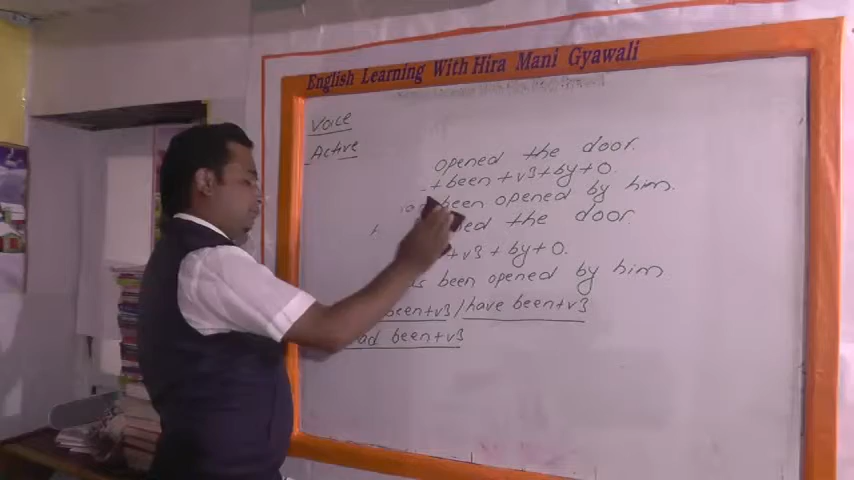 English Learning With Hira Mani Gyawali
Voice
Active
opened the door.
+been +v3+by+o.
been opened by him.
the door.
+v3 + by+o.
been opened by him
been+v3/have been+v3
been+v3